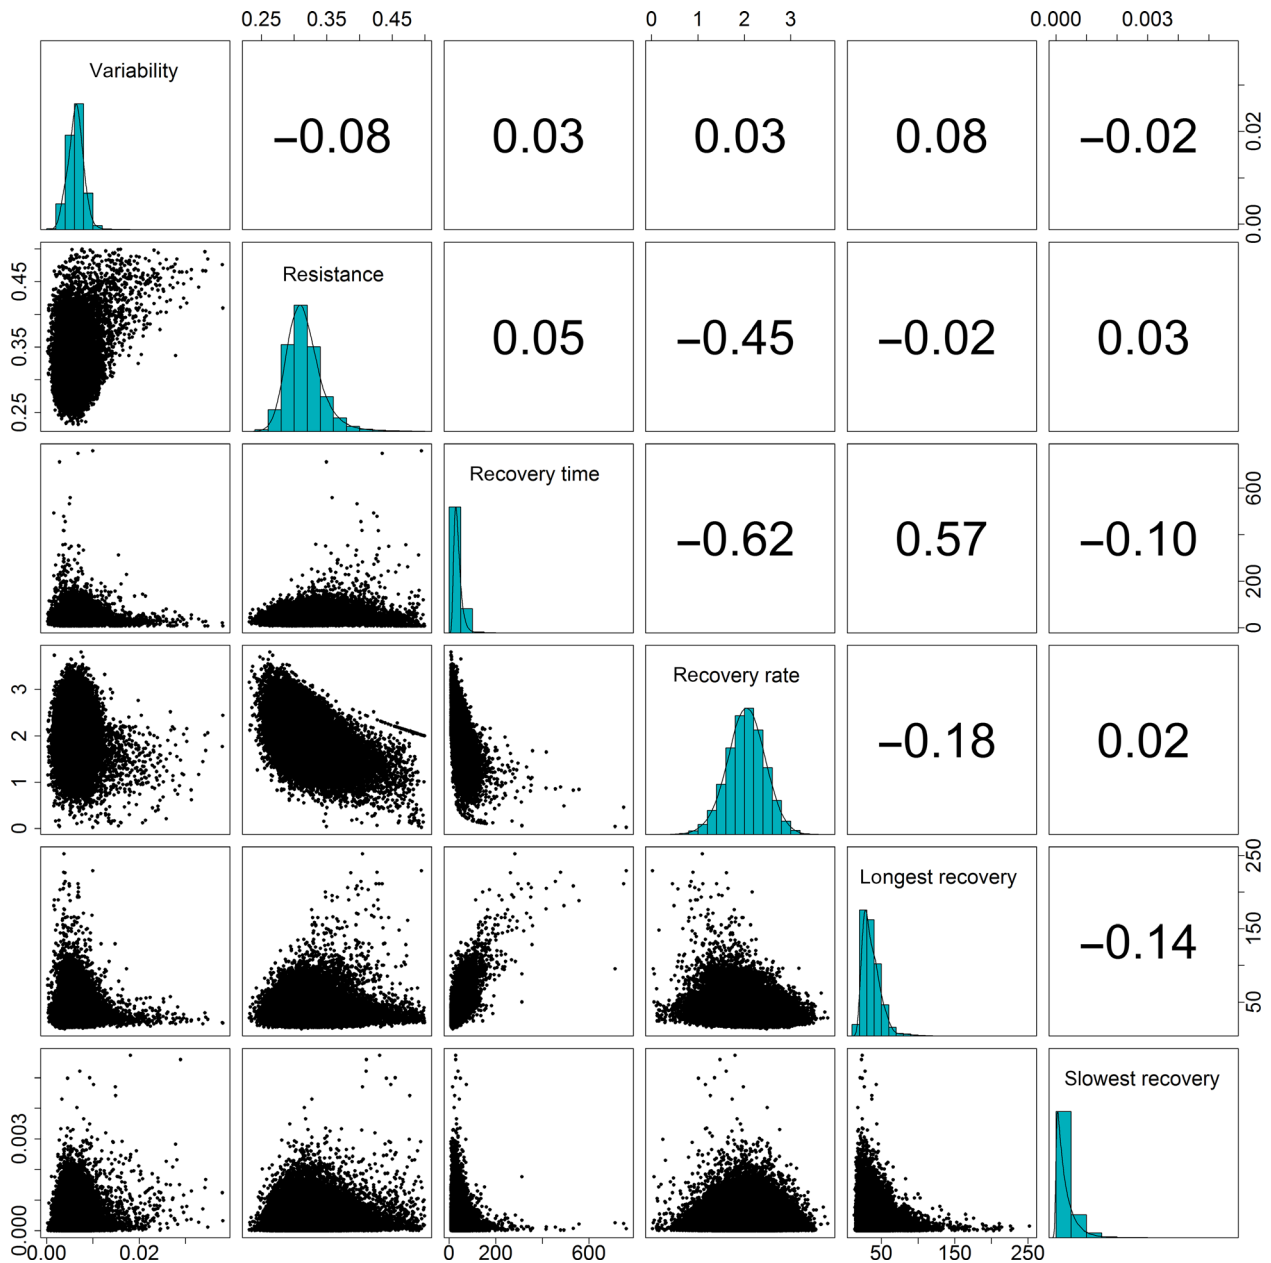 0.25 0.35 0.45 0 1 2 3 0.000 0.003
Variability
−0.08 0.03 0.03 0.08 −0.02
0.00 0.02
Resistance
0.25 0.35 0.45
0.05 −0.45 −0.02 0.03
Recovery time
−0.62 0.57 −0.10
0 200 600
Recovery rate
0 1 2 3
−0.18 0.02
Longest recovery
−0.14
50 150 250
Slowest recovery
0.000 0.003
0.00 0.02 0 200 600 50 150 250